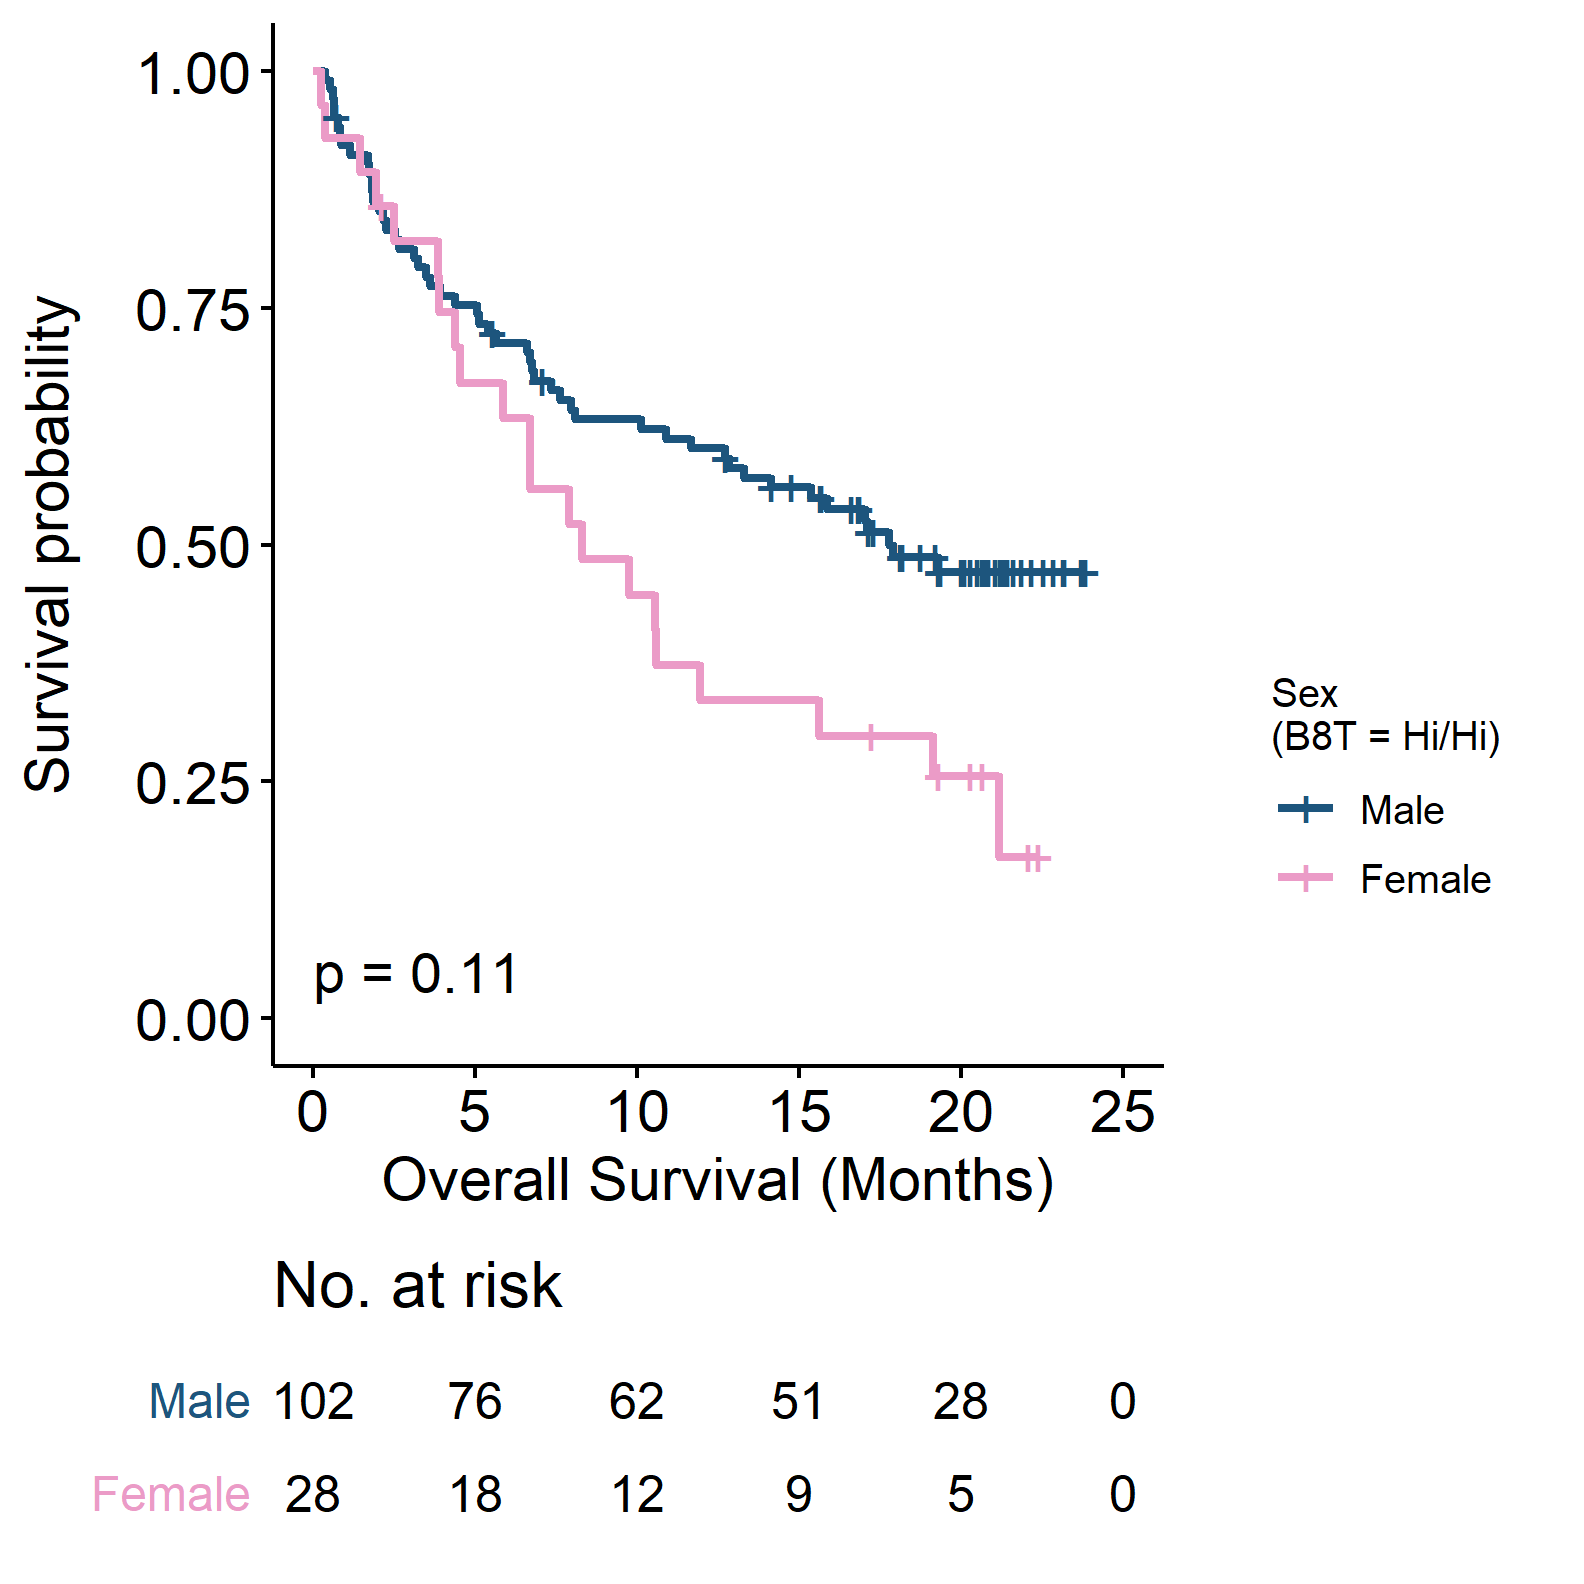 1.00
0.75
0.50
0.25
0.00
Survival probability
p = 0.11
0 5 10 15 20 25
Overall Survival (Months)
Sex
(B8T = Hi/Hi)
Male
Female
No. at risk
Male 102 76 62 51 28 0
Female 28 18 12 9 5 0